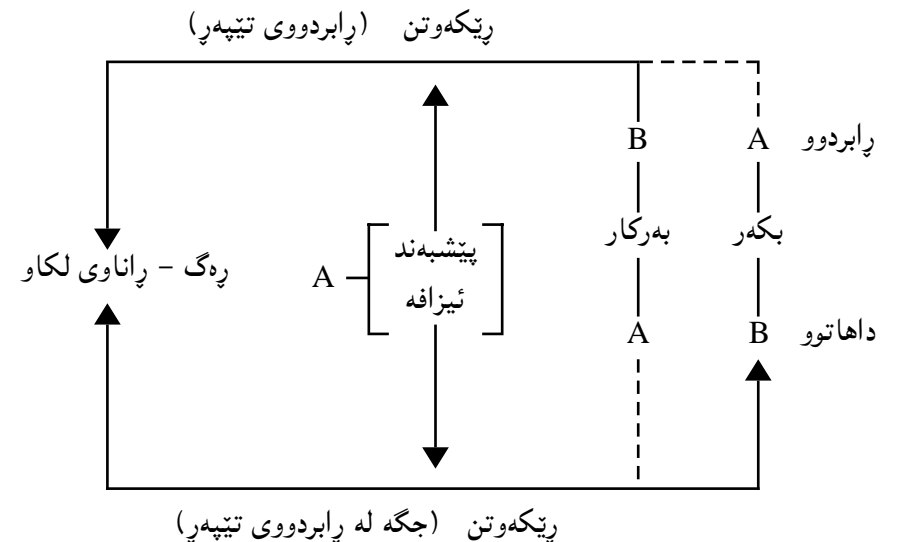 ڕێکەوتن (ڕابردووی تێپەڕ)
ڕابردوو A B
بکەر بەرکار پێشبەند
ئیزافە A ڕەگ - ڕاناوی لکاو
داهاتوو B A
ڕێکەوتن (جگە لە ڕابردووی تێپەڕ)